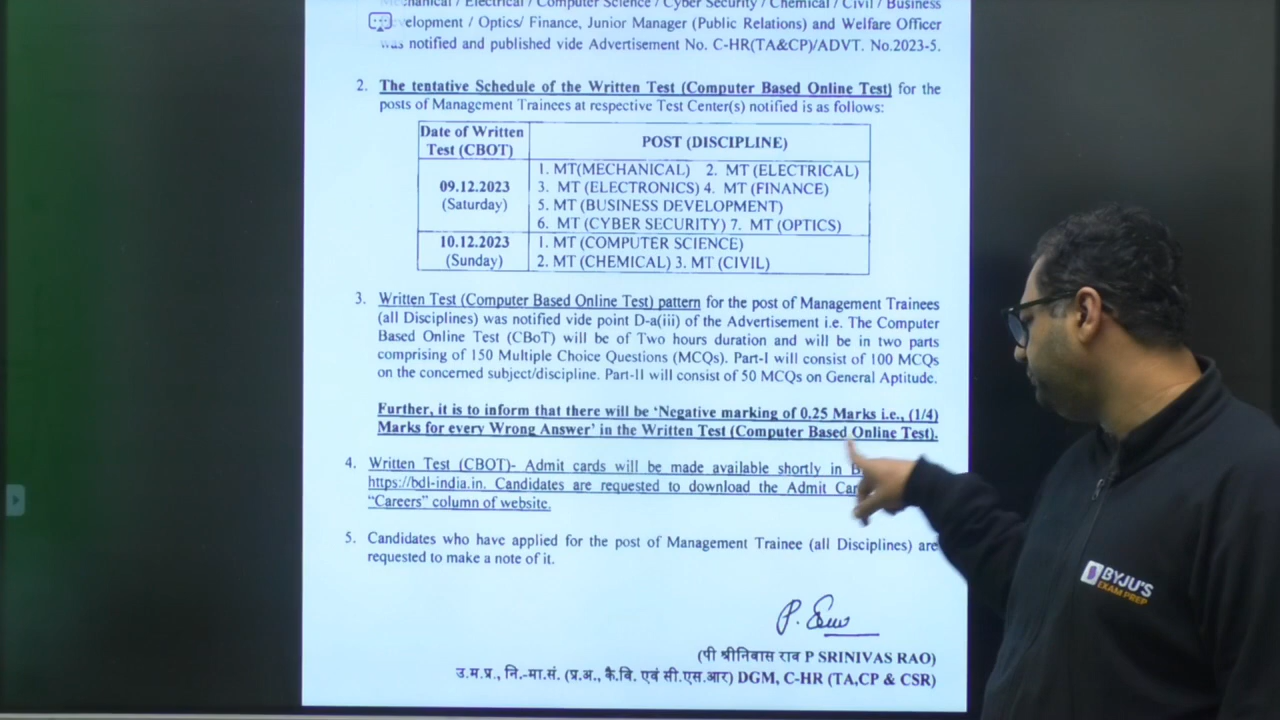 Mechanical / Electrical / Computer Science / Cyber Security / Chemical / Civil / Business
velopment / Optics/ Finance, Junior Manager (Public Relations) and Welfare Officer
was notified and published vide Advertisement No. C-HR(TA&CP)/ADVT. No.2023-5.
2. The tentative Schedule of the Written Test (Computer Based Online Test) for the
posts of Management Trainees at respective Test Center(s) notified is as follows:
Date of Written
Test (CBOT)
POST (DISCIPLINE)
09.12.2023
(Saturday)
1. MT(MECHANICAL) 2. MT (ELECTRICAL)
3. MT (ELECTRONICS) 4. MT (FINANCE)
5. MT (BUSINESS DEVELOPMENT)
6. MT (CYBER SECURITY) 7. MT (OPTICS)
10.12.2023
(Sunday)
1. MT (COMPUTER SCIENCE)
2. MT (CHEMICAL) 3. MT (CIVIL)
3. Written Test (Computer Based Online Test) pattern for the post of Management Trainees
(all Disciplines) was notified vide point D-a(iii) of the Advertisement i.e. The Computer
Based Online Test (CBoT) will be of Two hours duration and will be in two parts
comprising of 150 Multiple Choice Questions (MCQs). Part-I will consist of 100 MCQs
on the concerned subject/discipline. Part-II will consist of 50 MCQs on General Aptitude.
Further, it is to inform that there will be 'Negative marking of 0.25 Marks i.e., (1/4)
Marks for every Wrong Answer' in the Written Test (Computer Based Online Test).
4. Written Test (CBOT)- Admit cards will be made available shortly in
https://bdl-india.in. Candidates are requested to download the Admit
"Careers" column of website.
5. Candidates who have applied for the post of Management Trainee (all Disciplines) are
requested to make a note of it.
(पी श्रीनिवास राव P SRINIVAS RAO)
उ.म.प्र., नि.-मा.सं. (प्र.अ., कै.वि. एवं सी.एस.आर) DGM, C-HR (TA,CP & CSR)
BYJU'S
EXAM PREP